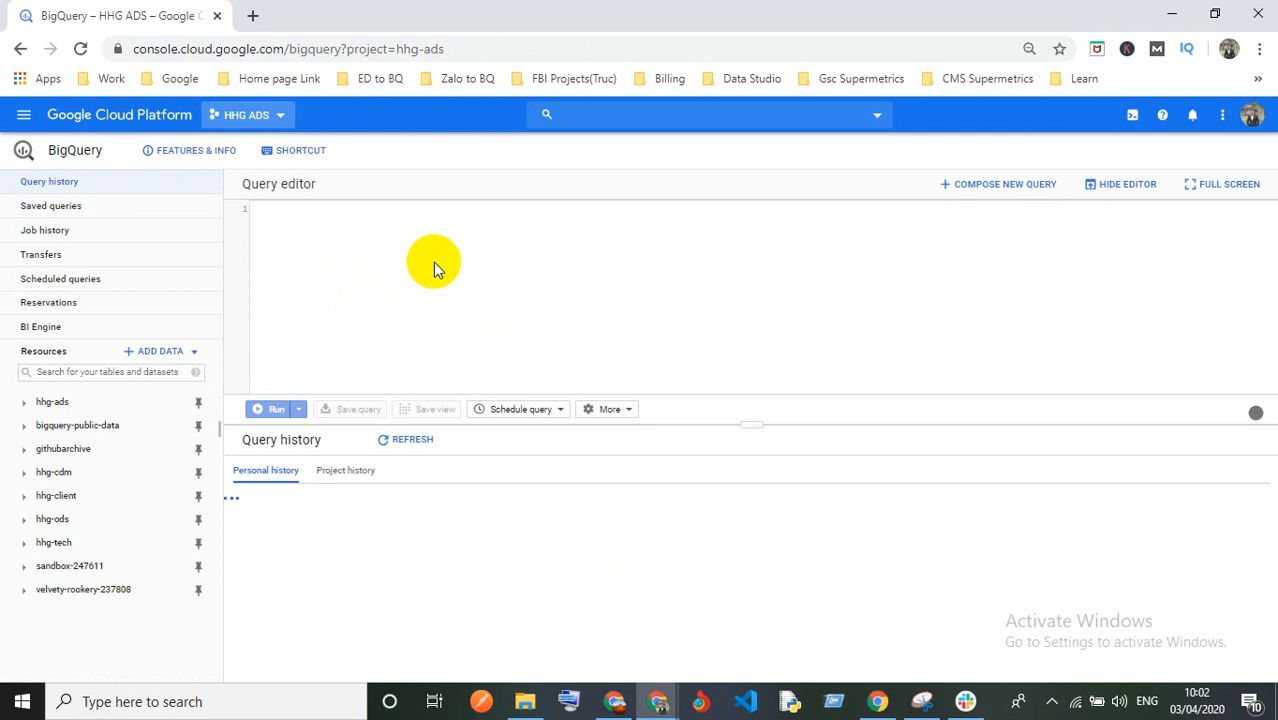 BigQuery – HHG ADS – Google C
console.cloud.google.com/bigquery?project=hhg-ads
Apps Work Google Home page Link ED to BQ Zalo to BQ FBI Projects(Truc) Billing Data Studio Gsc Supermetrics CMS Supermetrics Learn »
Google Cloud Platform HHG ADS
BigQuery FEATURES & INFO SHORTCUT
Query history
Saved queries
Job history
Transfers
Scheduled queries
Reservations
BI Engine
Resources + ADD DATA
Search for your tables and datasets
hhg-ads
bigquery-public-data
githubarchive
hhg-cdm
hhg-client
hhg-ods
hhg-tech
sandbox-247611
velvety-rookery-237808
Query editor + COMPOSE NEW QUERY HIDE EDITOR FULL SCREEN
1
Run Save query Save view Schedule query More
Query history REFRESH
Personal history Project history
Activate Windows
Go to Settings to activate Windows.
Type here to search
ENG
10:02
03/04/2020
10